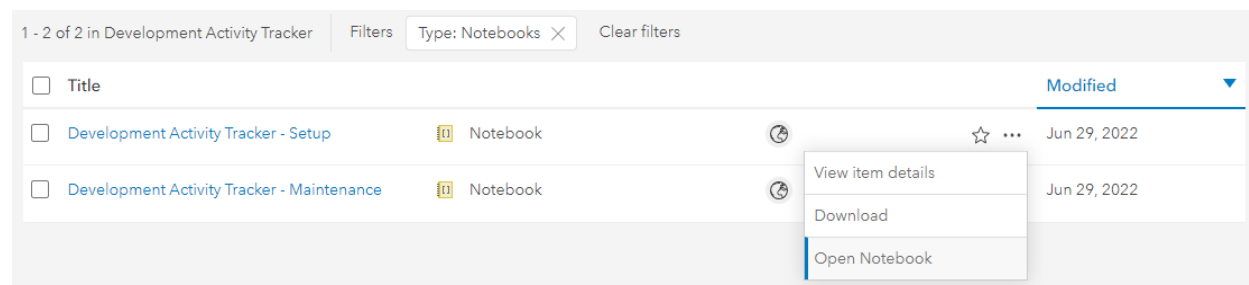 1 - 2 of 2 in Development Activity Tracker Filters Type: Notebooks Clear filters
Title Modified
Development Activity Tracker - Setup Notebook Jun 29, 2022
View item details
Development Activity Tracker - Maintenance Notebook Jun 29, 2022
Download
Open Notebook